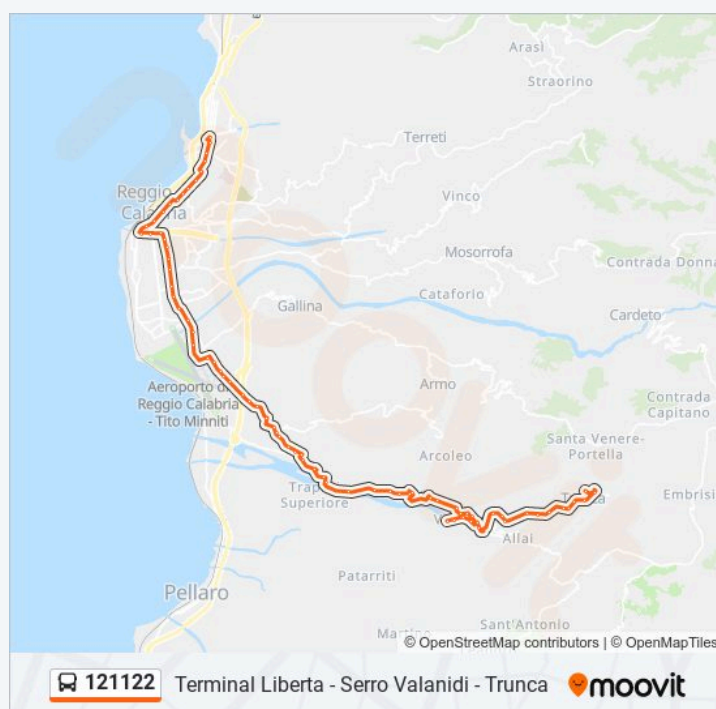 Arasì
Straorino
Terreti
Reggio
Calabria
Vinco
Mosorrofa
Contrada Donna
Cataforio
Gallina
Cardeto
Aeroporto di
Reggio Calabria
- Tito Minniti
Armo
Contrada
Capitano
Arcoleo
Santa Venere-
Portella
Superiore
Embrisi
Allai
Patarriti
Pellaro
Sant'Antonio
© OpenStreetMap contributors | © OpenMapTiles
121122 Terminal Liberta - Serro Valanidi - Trunca moovit